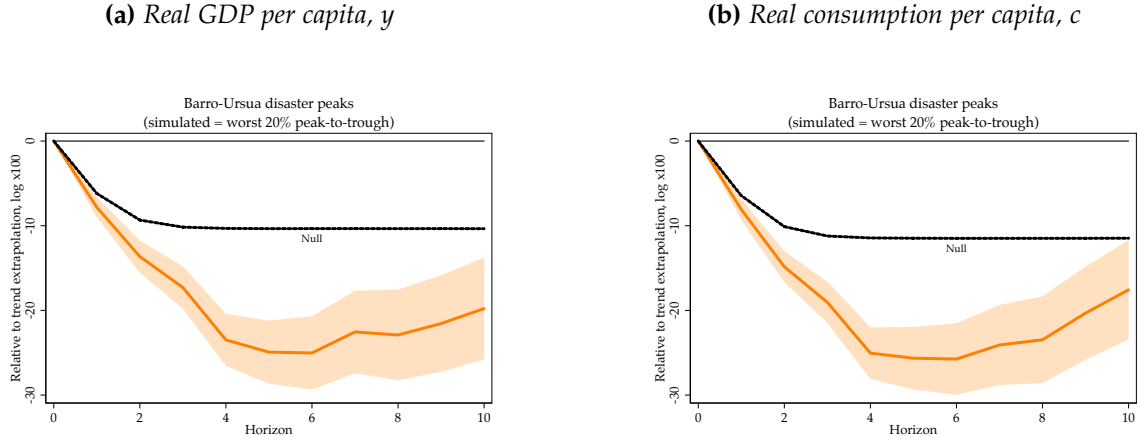 (a) Real GDP per capita, y
Barro-Ursua disaster peaks
(simulated = worst 20% peak-to-trough)
Relative to trend extrapolation, log x100
0
-10
-20
-30
Null
0 2 4 6 8 10
Horizon
(b) Real consumption per capita, c
Barro-Ursua disaster peaks
(simulated = worst 20% peak-to-trough)
Relative to trend extrapolation, log x100
0
-10
-20
-30
Null
0 2 4 6 8 10
Horizon